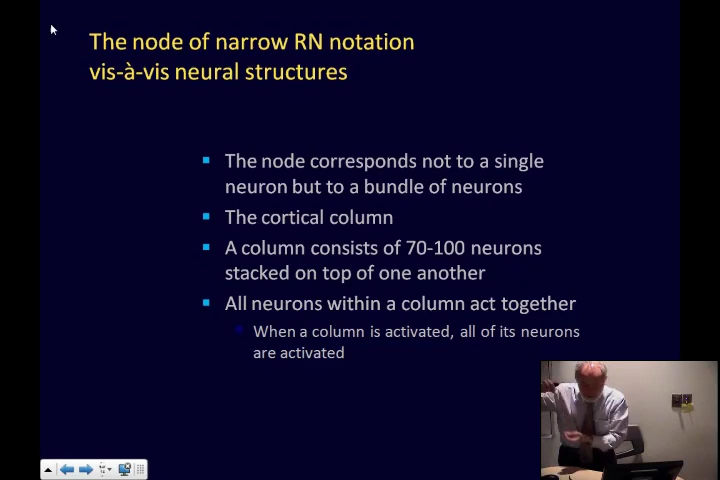 The node of narrow RN notation
vis-à-vis neural structures
The node corresponds not to a single
neuron but to a bundle of neurons
The cortical column
A column consists of 70-100 neurons
stacked on top of one another
All neurons within a column act together
When a column is activated, all of its neurons
are activated